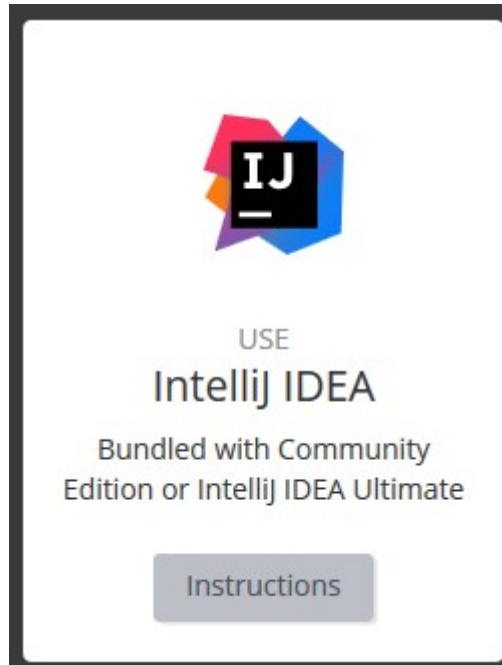 IJ
USE
IntelliJ IDEA
Bundled with Community
Edition or IntelliJ IDEA Ultimate
Instructions